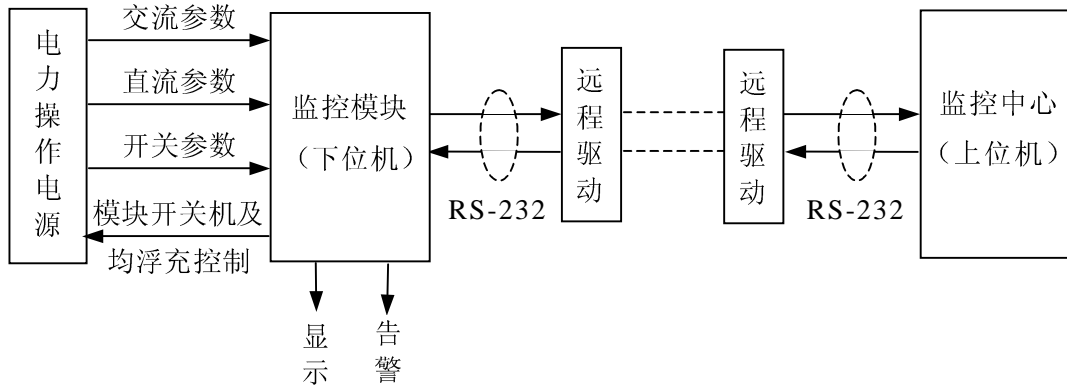 电力操作电源
交流参数
直流参数
开关参数
模块开关机及
均浮充控制
监控模块
（下位机）
显示
告警
RS-232
远程驱动
远程驱动
RS-232
监控中心
（上位机）